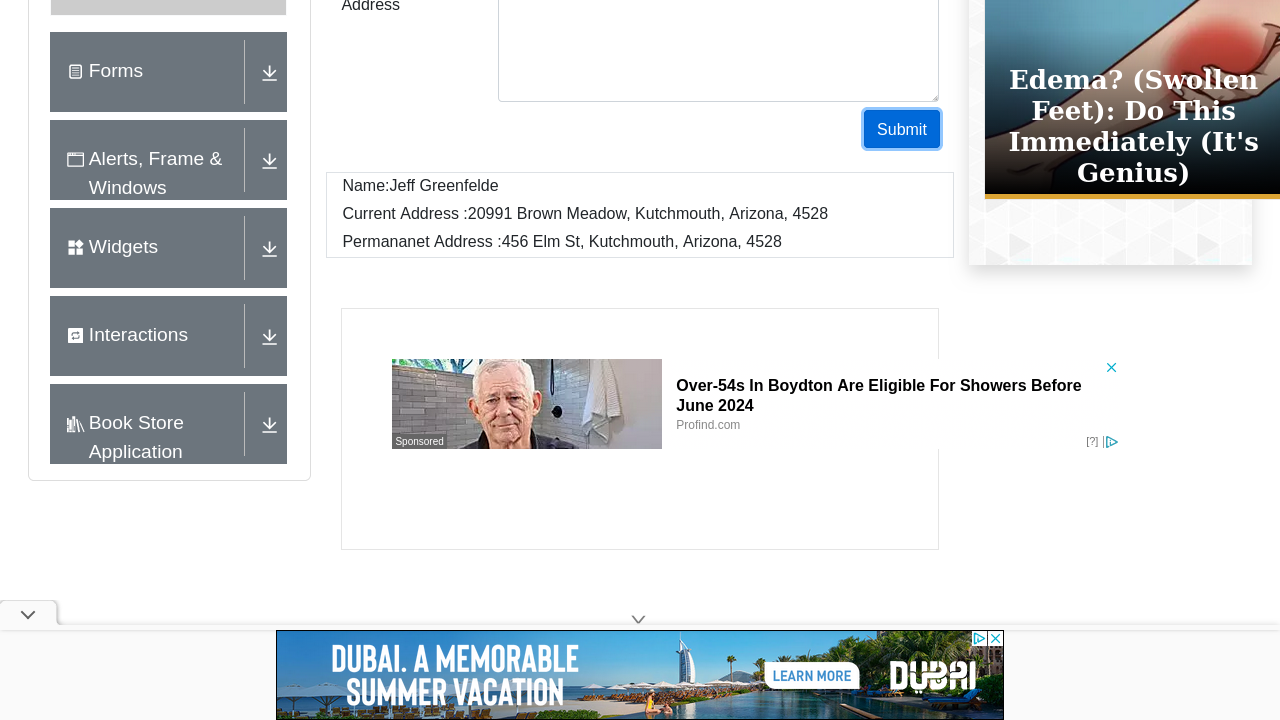 Address
Forms
Alerts, Frame &
Windows
Widgets
Interactions
Book Store
Application
Submit
Name:Jeff Greenfelde
Current Address :20991 Brown Meadow, Kutchmouth, Arizona, 4528
Permananet Address :456 Elm St, Kutchmouth, Arizona, 4528
Edema? (Swollen
Feet): Do This
Immediately (It's
Genius)
Over-54s In Boydton Are Eligible For Showers Before
June 2024
Profind.com
Sponsored
[?]
DUBAI. A MEMORABLE
SUMMER VACATION
LEARN MORE
DUBAI